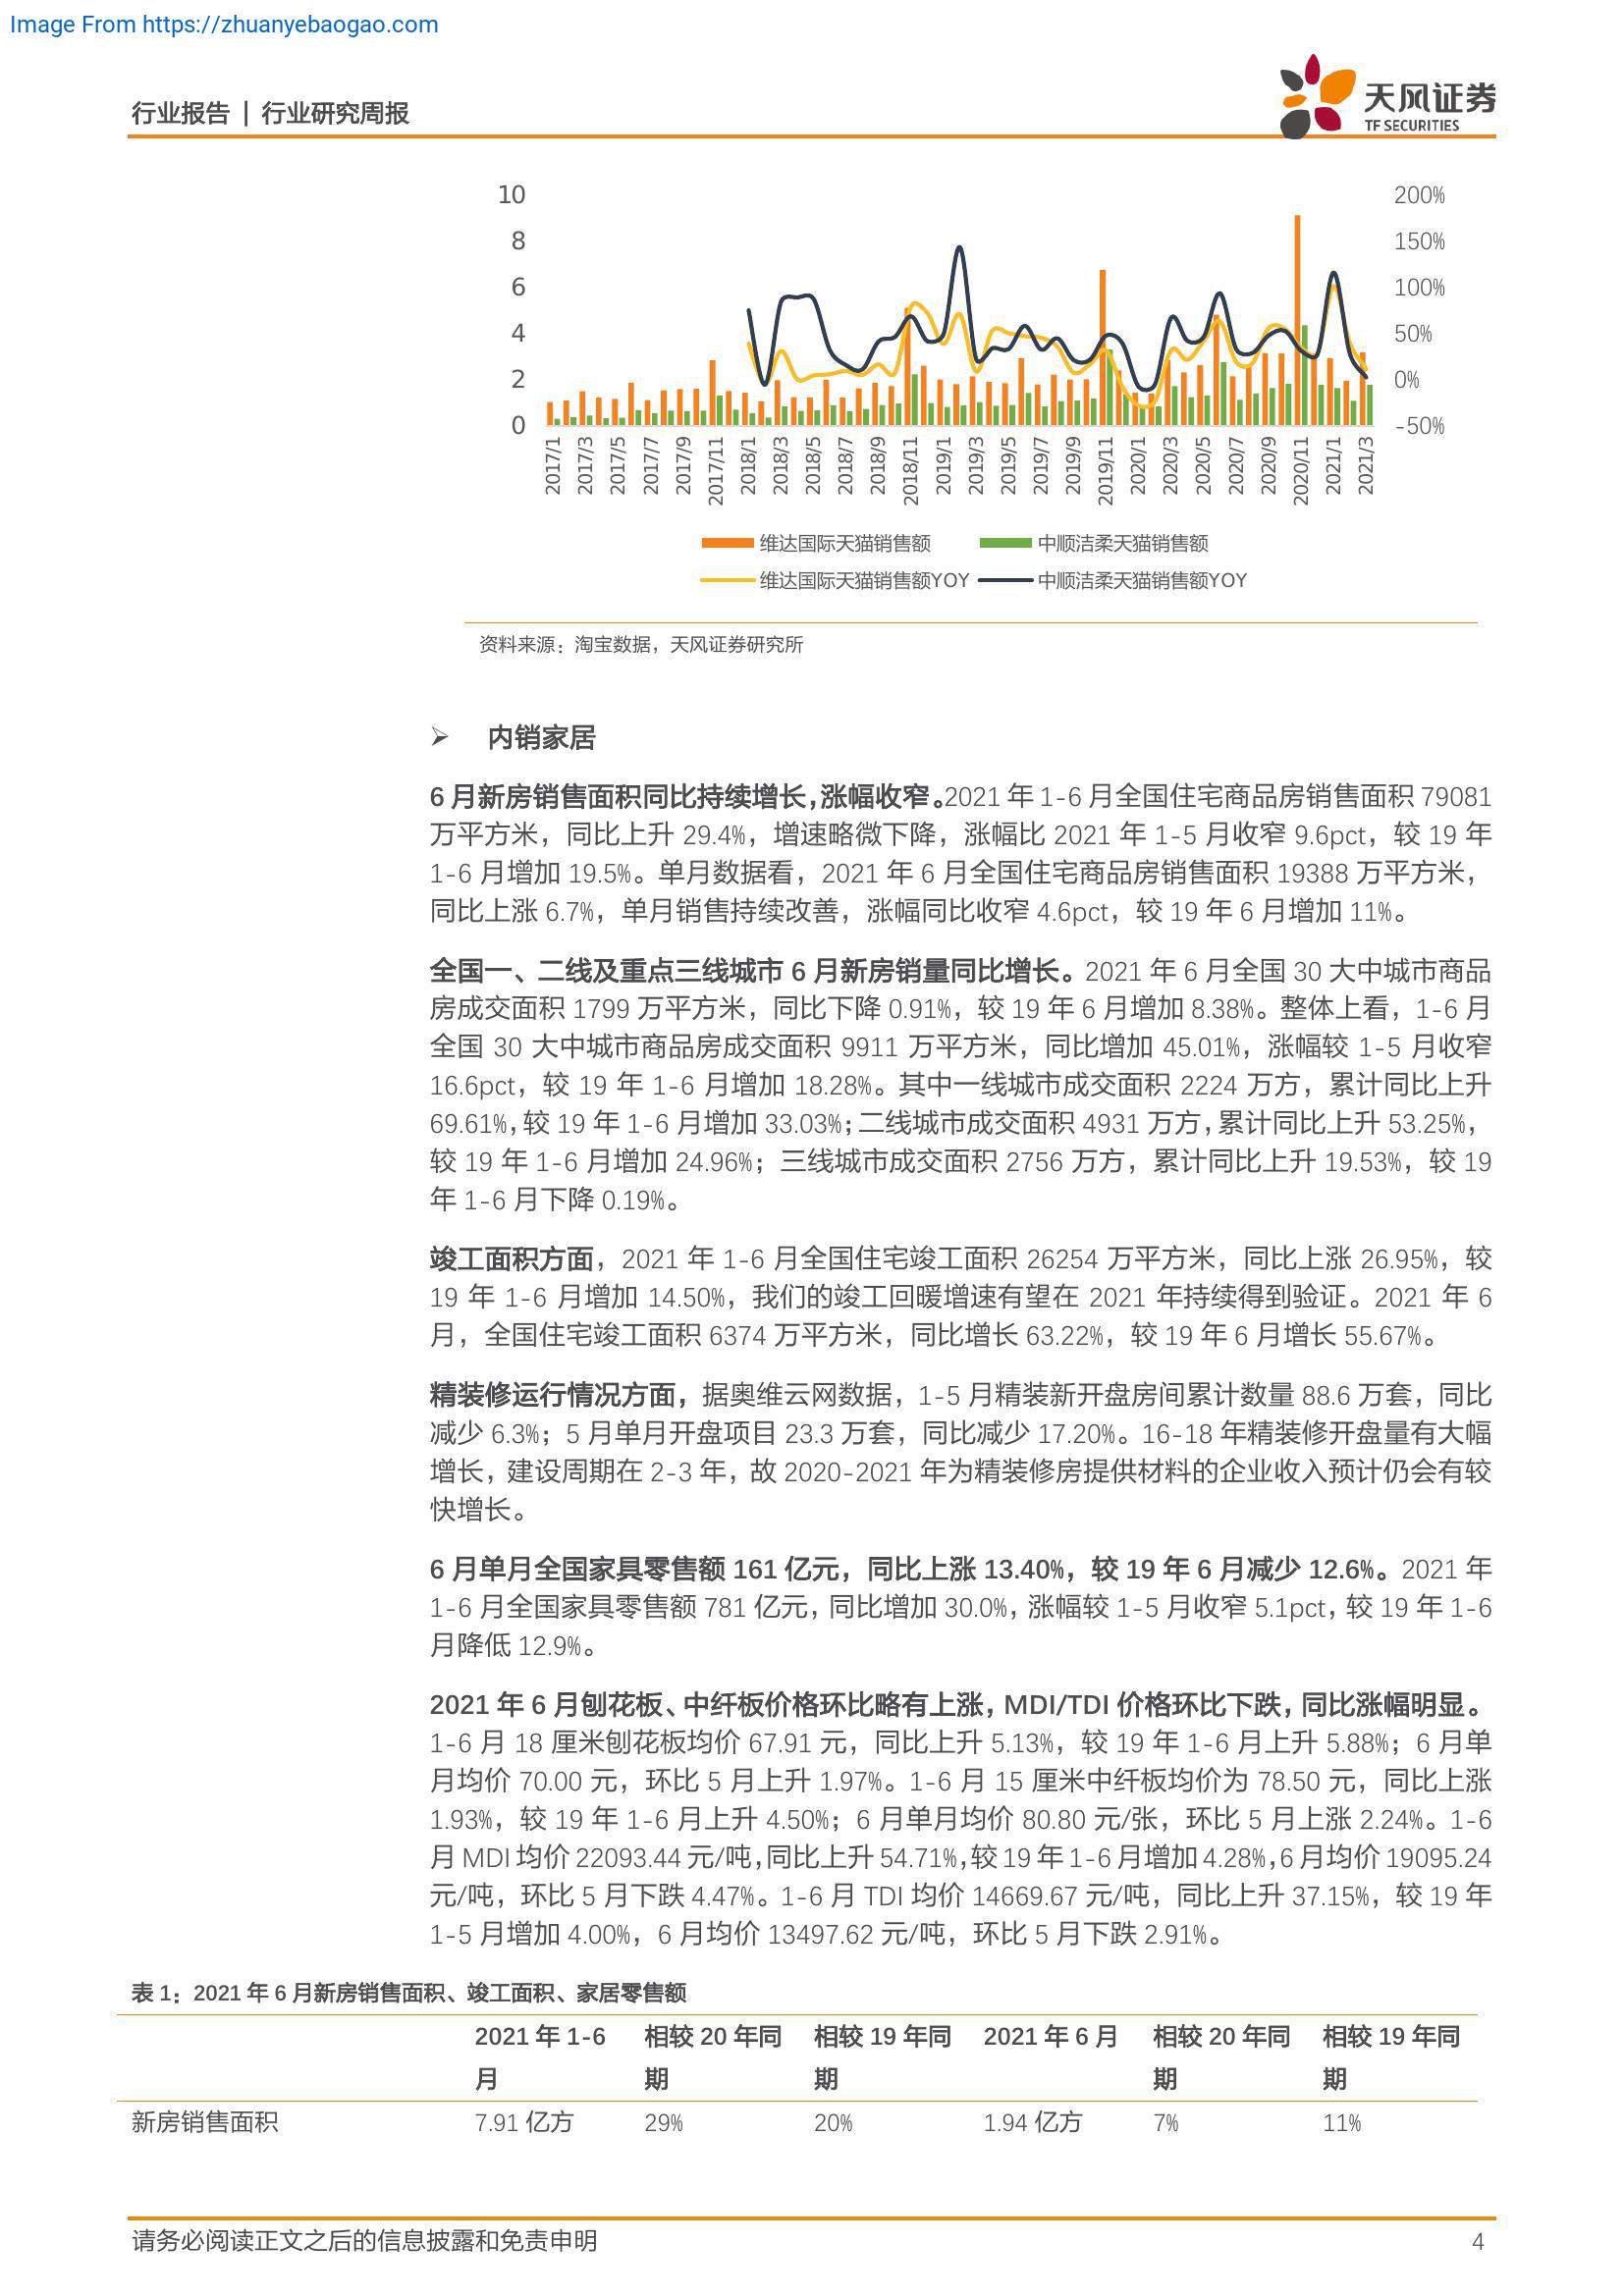 Image From https://zhuanyebaogao.com
行业报告 | 行业研究周报
天风证券
TF SECURITIES
10
8
6
4
2
0
200%
150%
100%
50%
0%
-50%
2017/1
2017/3
2017/5
2017/7
2017/9
2017/11
2018/1
2018/3
2018/5
2018/7
2018/9
2018/11
2019/1
2019/3
2019/5
2019/7
2019/9
2019/11
2020/1
2020/3
2020/5
2020/7
2020/9
2020/11
2021/1
2021/3
维达国际天猫销售额 中顺洁柔天猫销售额
维达国际天猫销售额YOY 中顺洁柔天猫销售额YOY
资料来源：淘宝数据，天风证券研究所
➢ 内销家居
6 月新房销售面积同比持续增长，涨幅收窄。2021 年 1-6 月全国住宅商品房销售面积 79081
万平方米，同比上升 29.4%，增速略微下降，涨幅比 2021 年 1-5 月收窄 9.6pct，较 19 年
1-6 月增加 19.5%。单月数据看，2021 年 6 月全国住宅商品房销售面积 19388 万平方米，
同比上涨 6.7%，单月销售持续改善，涨幅同比收窄 4.6pct，较 19 年 6 月增加 11%。
全国一、二线及重点三线城市 6 月新房销量同比增长。2021 年 6 月全国 30 大中城市商品
房成交面积 1799 万平方米，同比下降 0.91%，较 19 年 6 月增加 8.38%。整体上看，1-6 月
全国 30 大中城市商品房成交面积 9911 万平方米，同比增加 45.01%，涨幅较 1-5 月收窄
16.6pct，较 19 年 1-6 月增加 18.28%。其中一线城市成交面积 2224 万方，累计同比上升
69.61%，较 19 年 1-6 月增加 33.03%；二线城市成交面积 4931 万方，累计同比上升 53.25%，
较 19 年 1-6 月增加 24.96%；三线城市成交面积 2756 万方，累计同比上升 19.53%，较 19
年 1-6 月下降 0.19%。
竣工面积方面，2021 年 1-6 月全国住宅竣工面积 26254 万平方米，同比上涨 26.95%，较
19 年 1-6 月增加 14.50%，我们的竣工回暖增速有望在 2021 年持续得到验证。2021 年 6
月，全国住宅竣工面积 6374 万平方米，同比增长 63.22%，较 19 年 6 月增长 55.67%。
精装修运行情况方面，据奥维云网数据，1-5 月精装新开盘房间累计数量 88.6 万套，同比
减少 6.3%；5 月单月开盘项目 23.3 万套，同比减少 17.20%。16-18 年精装修开盘量有大幅
增长，建设周期在 2-3 年，故 2020-2021 年为精装修房提供材料的企业收入预计仍会有较
快增长。
6 月单月全国家具零售额 161 亿元，同比上涨 13.40%，较 19 年 6 月减少 12.6%。2021 年
1-6 月全国家具零售额 781 亿元，同比增加 30.0%，涨幅较 1-5 月收窄 5.1pct，较 19 年 1-6
月降低 12.9%。
2021 年 6 月刨花板、中纤板价格环比略有上涨，MDI/TDI 价格环比下跌，同比涨幅明显。
1-6 月 18 厘米刨花板均价 67.91 元，同比上升 5.13%，较 19 年 1-6 月上升 5.88%；6 月单
月均价 70.00 元，环比 5 月上升 1.97%。1-6 月 15 厘米中纤板均价为 78.50 元，同比上涨
1.93%，较 19 年 1-6 月上升 4.50%；6 月单月均价 80.80 元/张，环比 5 月上涨 2.24%。1-6
月 MDI 均价 22093.44 元/吨，同比上升 54.71%，较 19 年 1-6 月增加 4.28%，6 月均价 19095.24
元/吨，环比 5 月下跌 4.47%。1-6 月 TDI 均价 14669.67 元/吨，同比上升 37.15%，较 19 年
1-5 月增加 4.00%，6 月均价 13497.62 元/吨，环比 5 月下跌 2.91%。
表 1：2021 年 6 月新房销售面积、竣工面积、家居零售额
2021 年 1-6 相较 20 年同 相较 19 年同 2021 年 6 月 相较 20 年同 相较 19 年同
月 期 期 期 期
新房销售面积 7.91 亿方 29% 20% 1.94 亿方 7% 11%
请务必阅读正文之后的信息披露和免责申明 4